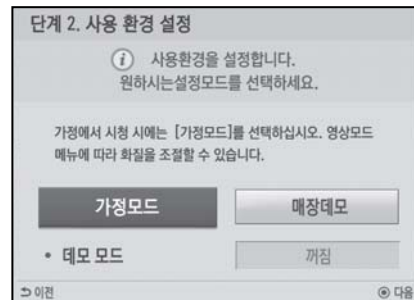 단계 2. 사용 환경 설정
사용환경을 설정합니다.
원하시는설정모드를 선택하세요.
가정에서 시청 시에는 [가정모드]를 선택하십시오. 영상모드
메뉴에 따라 화질을 조절할 수 있습니다.
가정모드 매장데모
• 데모 모드 꺼짐
이전 다음